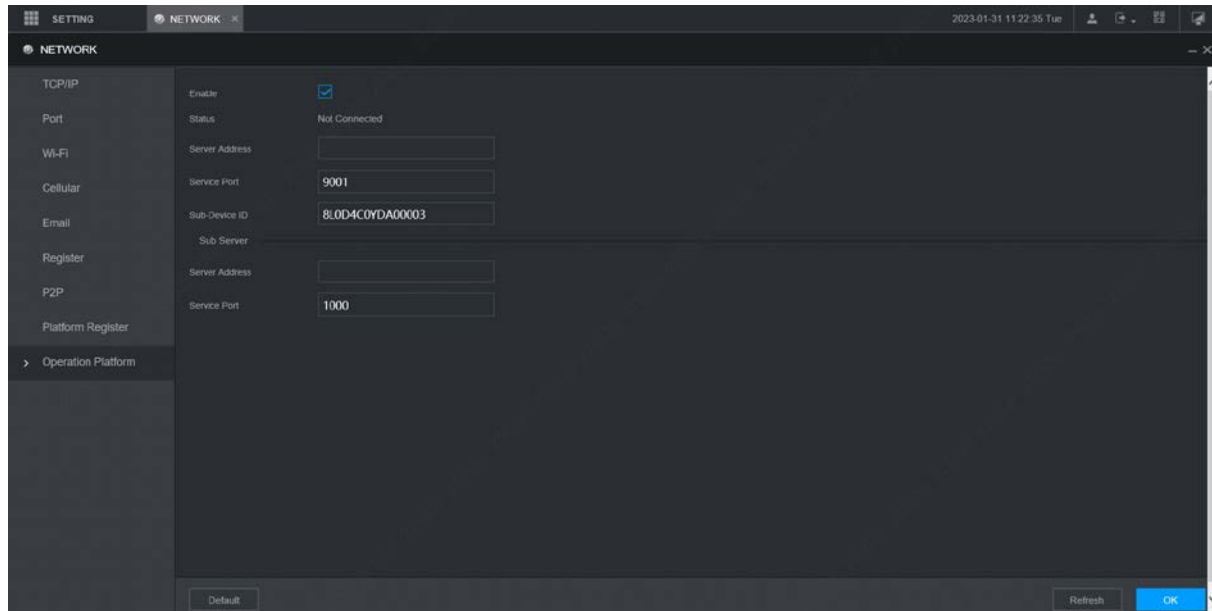 SETTING NETWORK × 2023-01-31 11:22:35 Tue
NETWORK
TCP/IP
Port
Wi-Fi
Cellular
Email
Register
P2P
Platform Register
> Operation Platform
Enable
Status Not Connected
Server Address
Service Port 9001
Sub-Device ID 8L0D4C0YDA00003
Sub Server
Server Address
Service Port 1000
Default Refresh OK